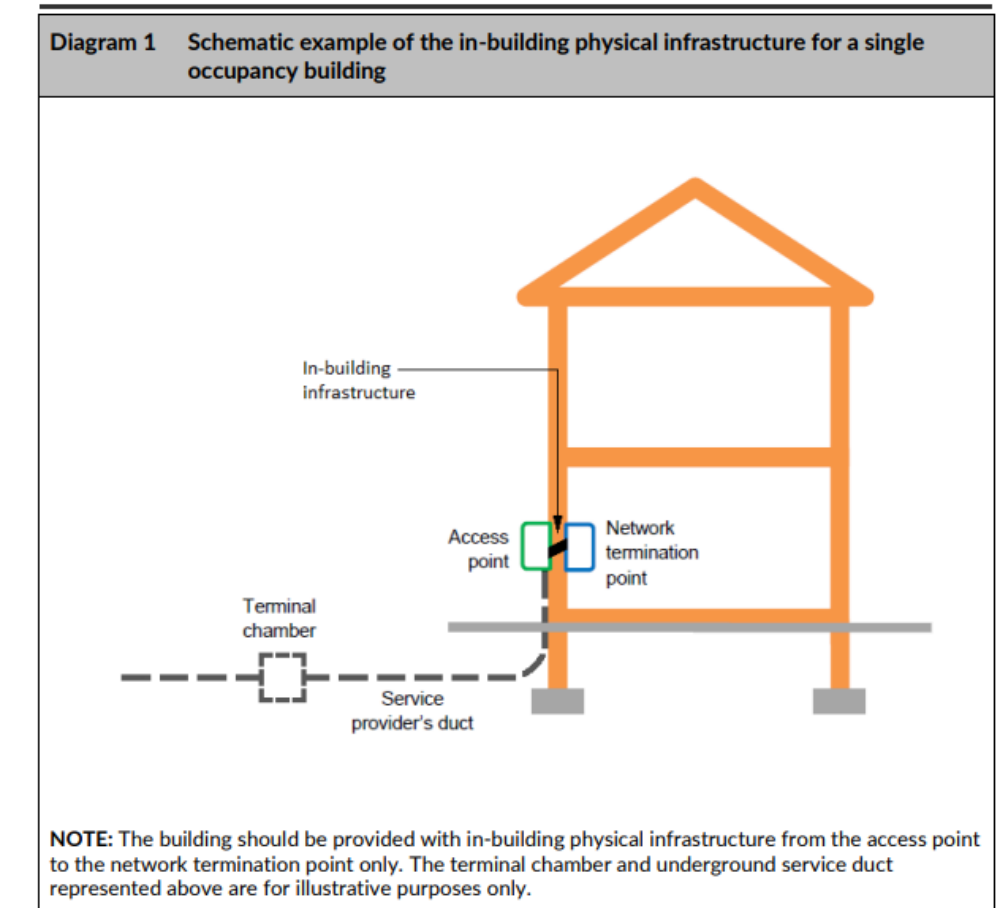 Diagram 1 Schematic example of the in-building physical infrastructure for a single
occupancy building
In-building
infrastructure
Access
point
Network
termination
point
Terminal
chamber
Service
provider's duct
NOTE: The building should be provided with in-building physical infrastructure from the access point
to the network termination point only. The terminal chamber and underground service duct
represented above are for illustrative purposes only.